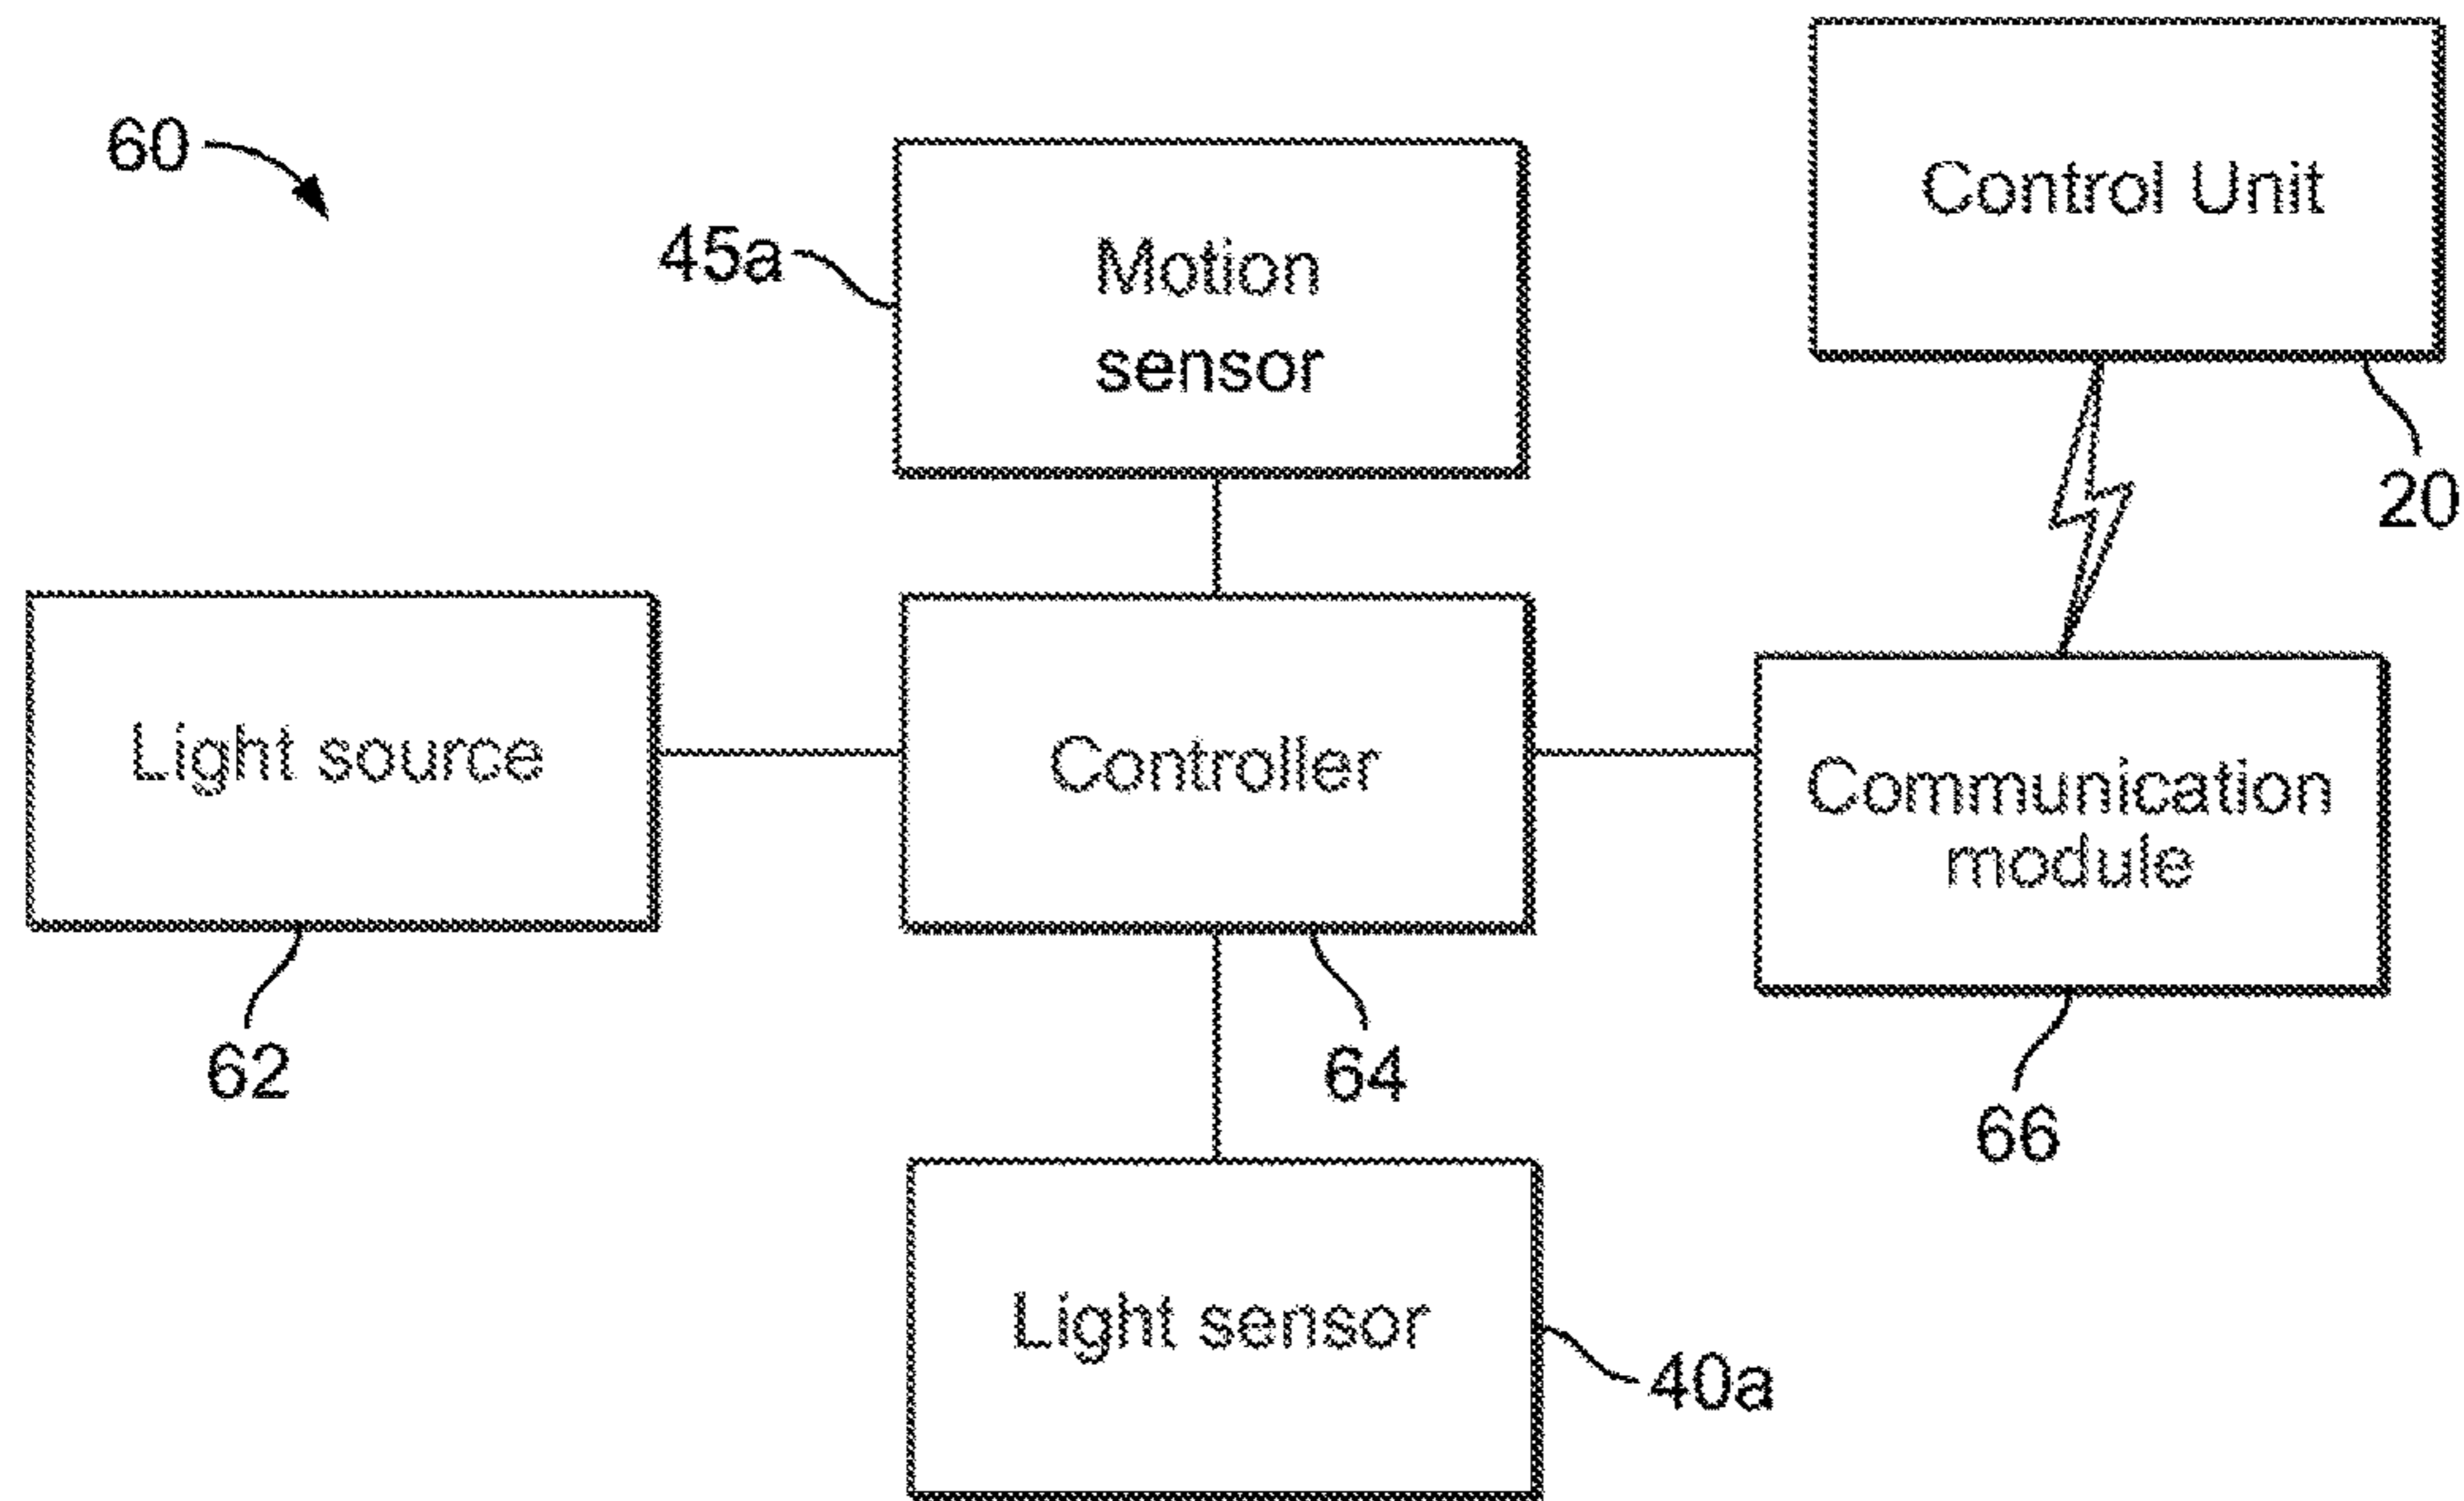 60
45a
Motion
sensor
Control Unit
20
Light source
62
Controller
64
Communication
module
66
Light sensor
40a